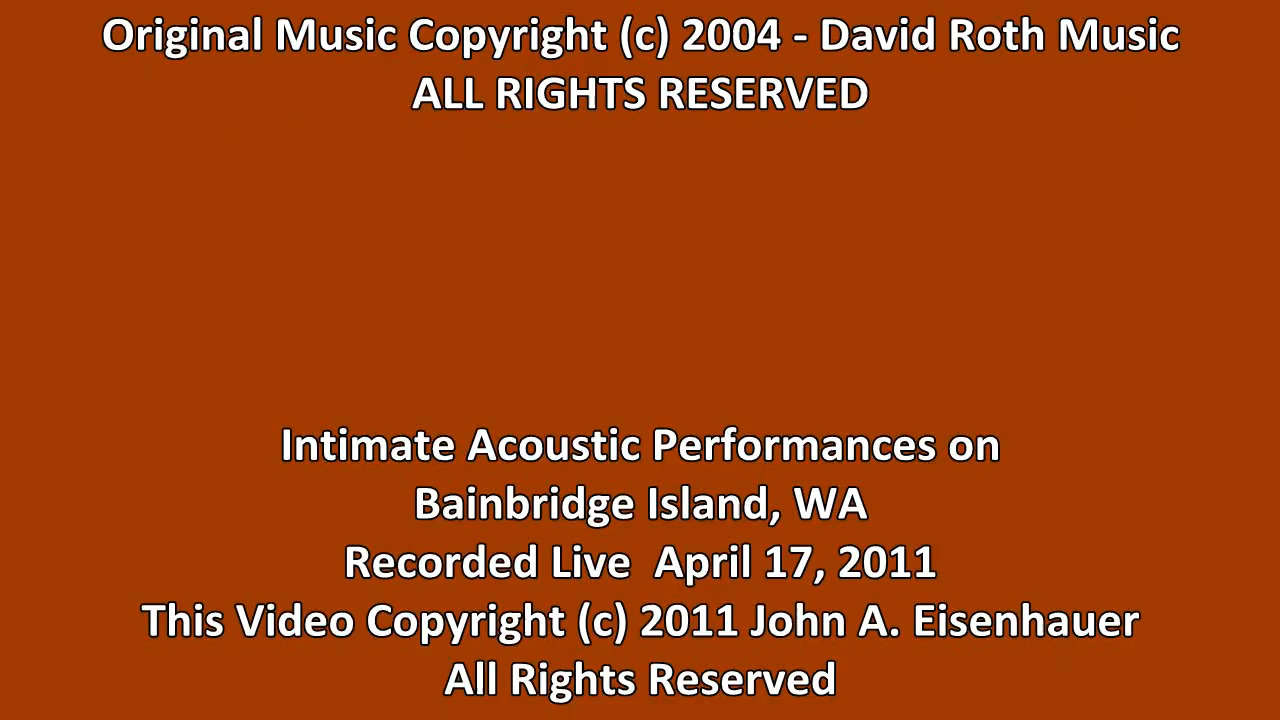 Original Music Copyright (c) 2004 - David Roth Music
ALL RIGHTS RESERVED
Intimate Acoustic Performances on
Bainbridge Island, WA
Recorded Live  April 17, 2011
This Video Copyright (c) 2011 John A. Eisenhauer
All Rights Reserved